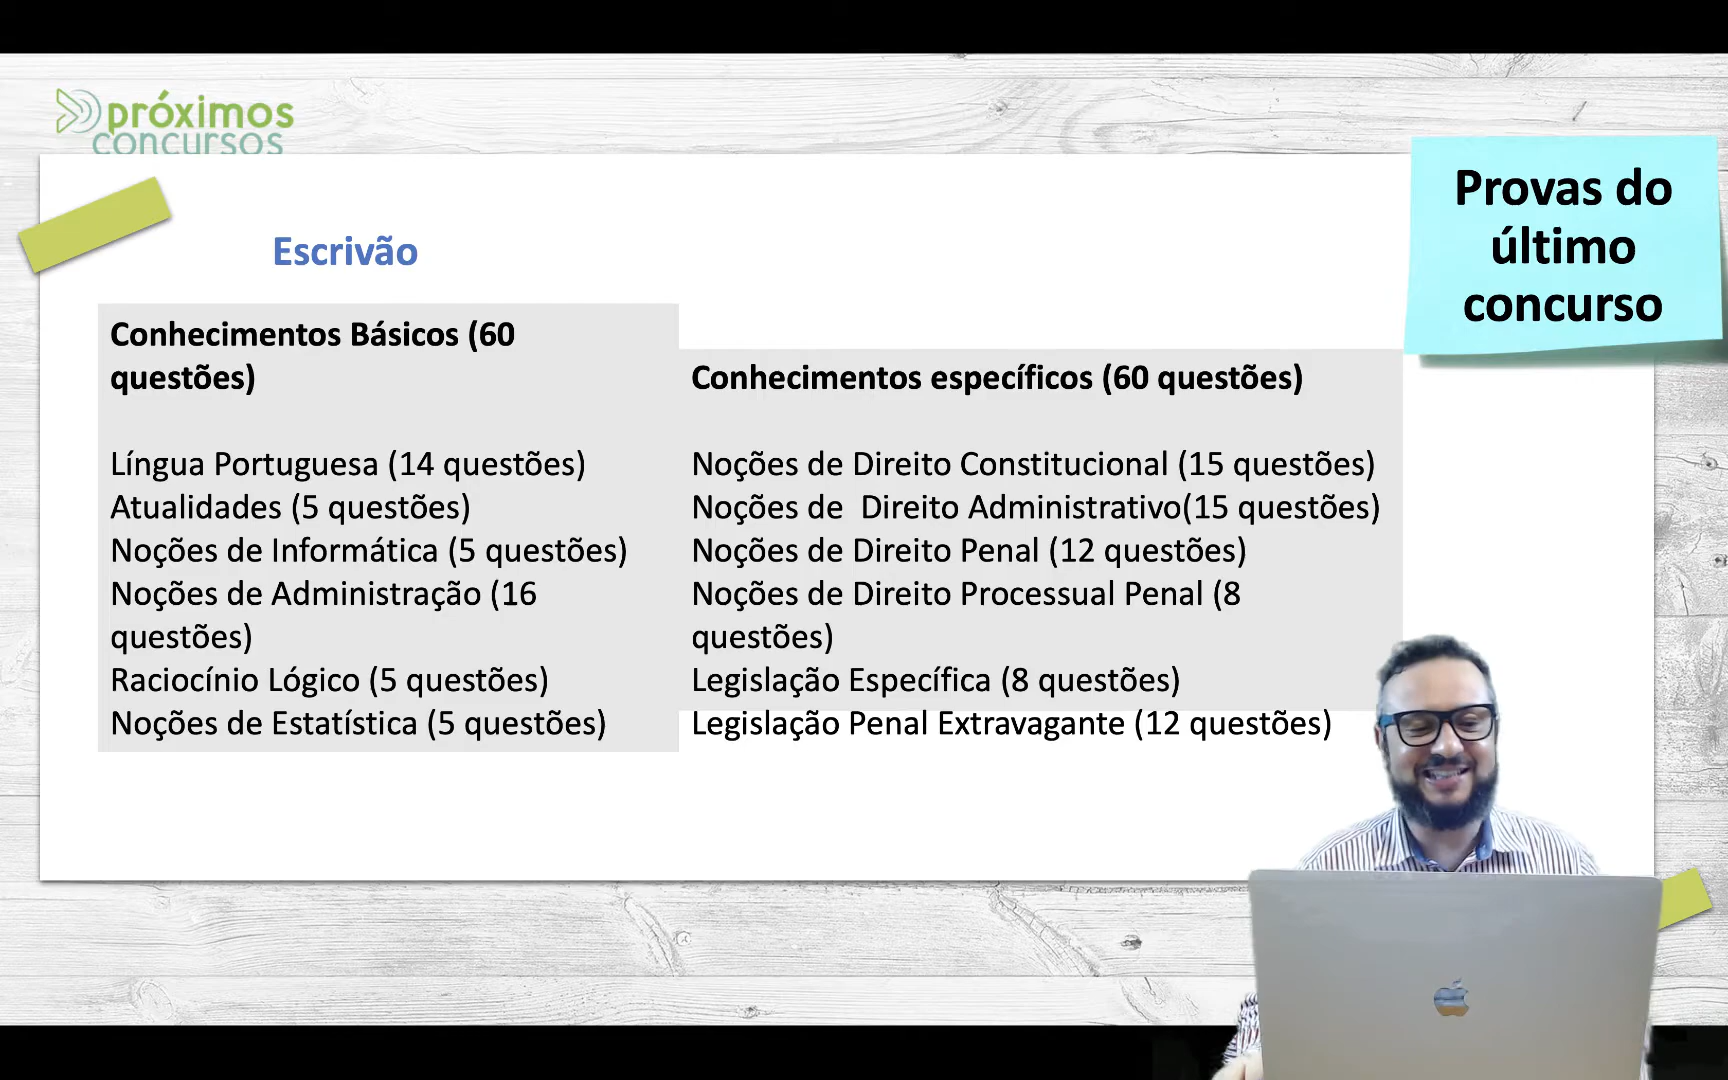 próximos
concursos
Provas do
último
concurso
Escrivão
Conhecimentos Básicos (60
questões)
Língua Portuguesa (14 questões)
Atualidades (5 questões)
Noções de Informática (5 questões)
Noções de Administração (16
questões)
Raciocínio Lógico (5 questões)
Noções de Estatística (5 questões)
Conhecimentos específicos (60 questões)
Noções de Direito Constitucional (15 questões)
Noções de  Direito Administrativo(15 questões)
Noções de Direito Penal (12 questões)
Noções de Direito Processual Penal (8
questões)
Legislação Específica (8 questões)
Legislação Penal Extravagante (12 questões)